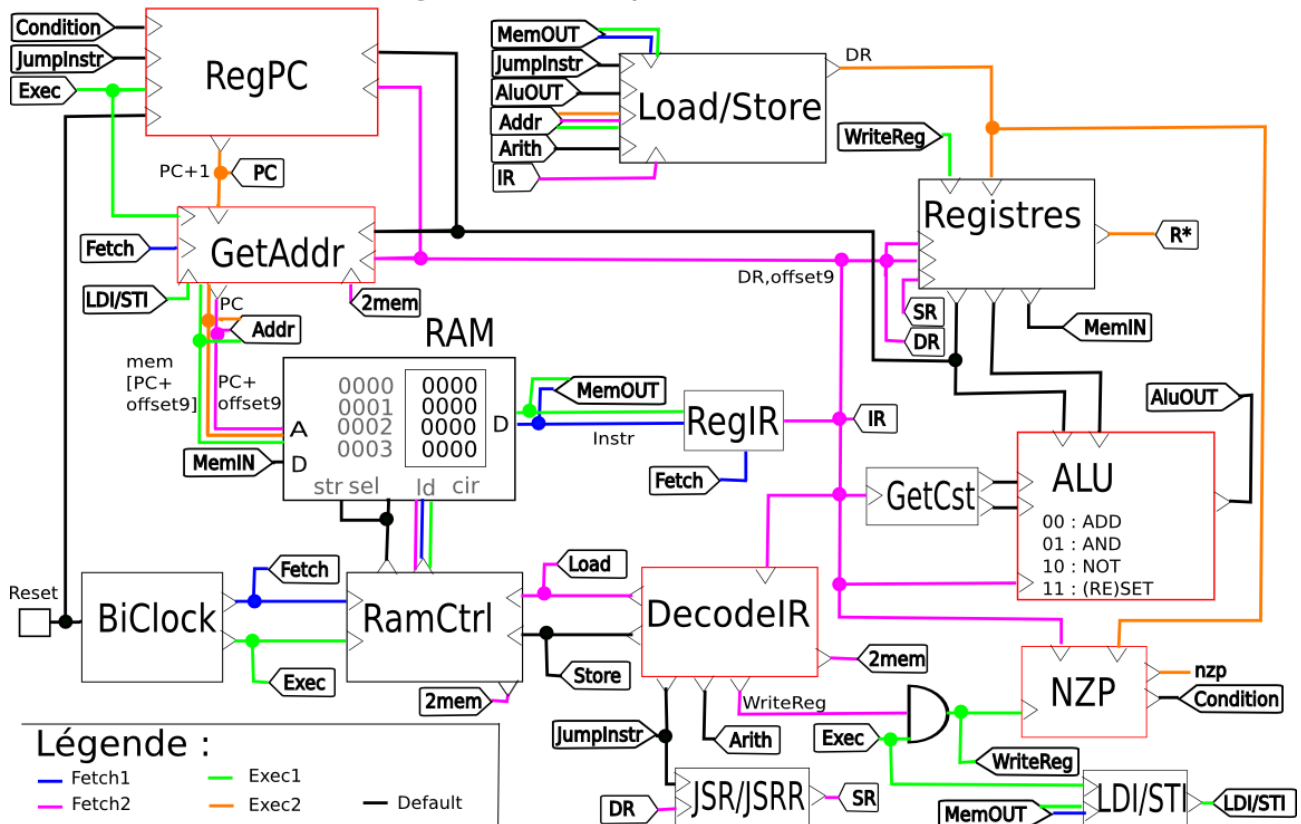 Condition
JumpInstr
Exec
RegPC
PC+1
PC
MemOUT
JumpInstr
AluOUT
Addr
Arith
IR
Load/Store
DR
WriteReg
Registres
R*
Fetch
GetAddr
LDI/STI
PC
2mem
Addr
DR,offset9
SR
DR
MemIN
mem
[PC+
offset9]
PC+
offset9
RAM
0000 0000
0001 0000
0002 0000
0003 0000
A
D
D
MemIN
str sel ld cir
MemOUT
Instr
RegIR
IR
Fetch
AluOUT
GetCst
ALU
00 : ADD
01 : AND
10 : NOT
11 : (RE)SET
Reset
BiClock
Fetch
Exec
RamCtrl
2mem
Load
Store
DecodeIR
2mem
WriteReg
NZP
nzp
Condition
JumpInstr
Arith
Exec
WriteReg
DR
JSR/JSRR
SR
MemOUT
LDI/STI
LDI/STI
Légende :
Fetch1
Exec1
Fetch2
Exec2
Default